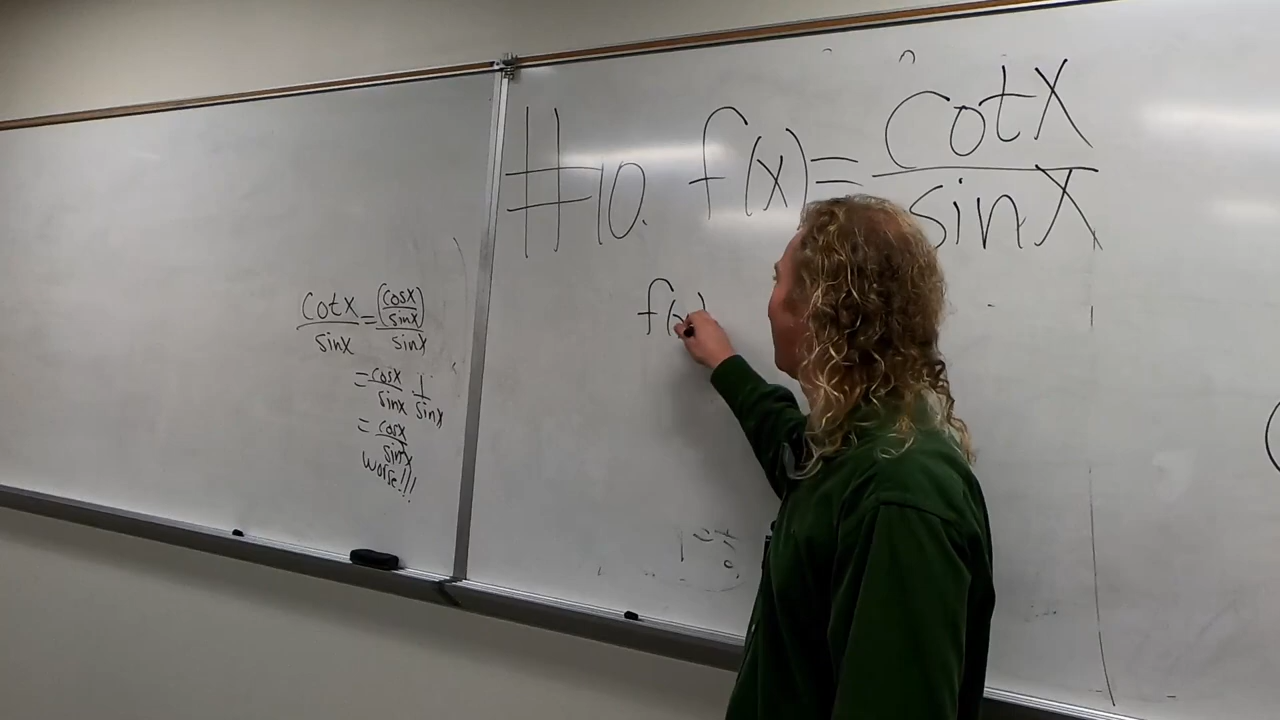 #10. f(x) = cotx / sinx
cotx / sinx = (cosx / sinx) / sinx
= cosx / sinx 1 / sinx
= cosx / sin²x
worse!!!
f(x)